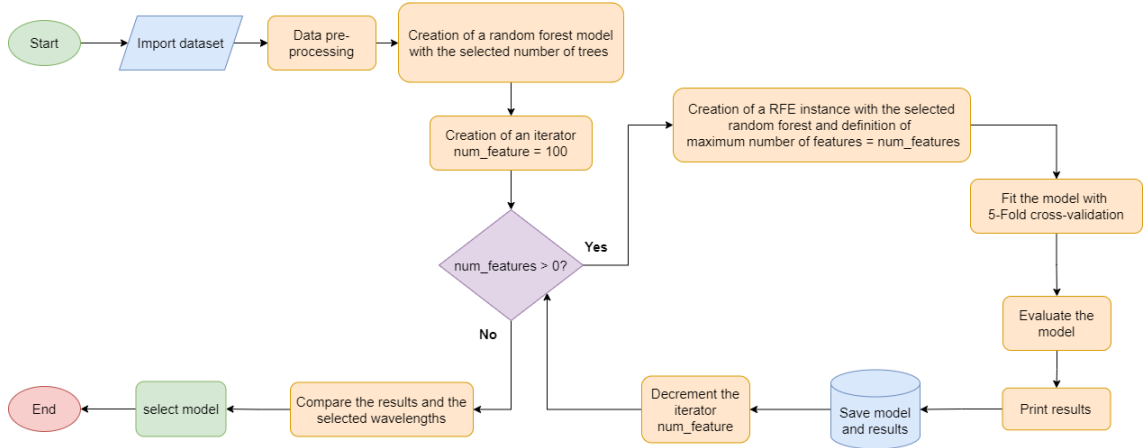 Start
Import dataset
Data pre-
processing
Creation of a random forest model
with the selected number of trees
Creation of an iterator
num_feature = 100
num_features > 0?
Yes
Creation of a RFE instance with the selected
random forest and definition of
maximum number of features = num_features
Fit the model with
5-Fold cross-validation
Evaluate the
model
Print results
Save model
and results
Decrement the
iterator
num_feature
No
Compare the results and the
selected wavelengths
select model
End